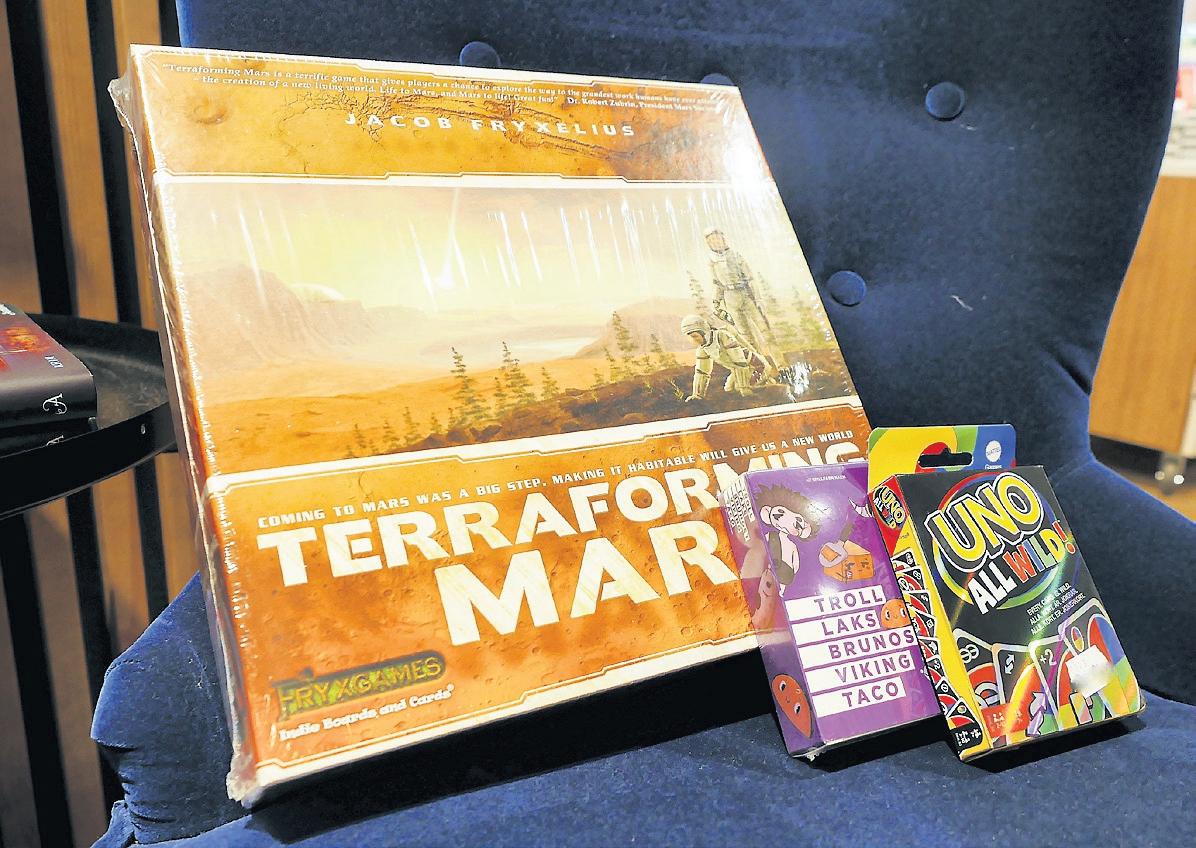 "Terraforming Mars is a terrific game that gives players a chance to explore the way to the grandest work humans have ever
– the creation of a new living world. Life to Mars, and Mars to life! Great fun!" Dr. Robert Zubrin, President Mars
JACOB FRYXELIUS
COMING TO MARS WAS A BIG STEP. MAKING IT HABITABLE WILL GIVE US A NEW WORLD
TERRAFORMING
MAR
FRYXGAMES
Indie Boards and Cards
TROLL
LAKS
BRUNOS
VIKING
TACO
UNO
UNO
ALL WILD!
+2